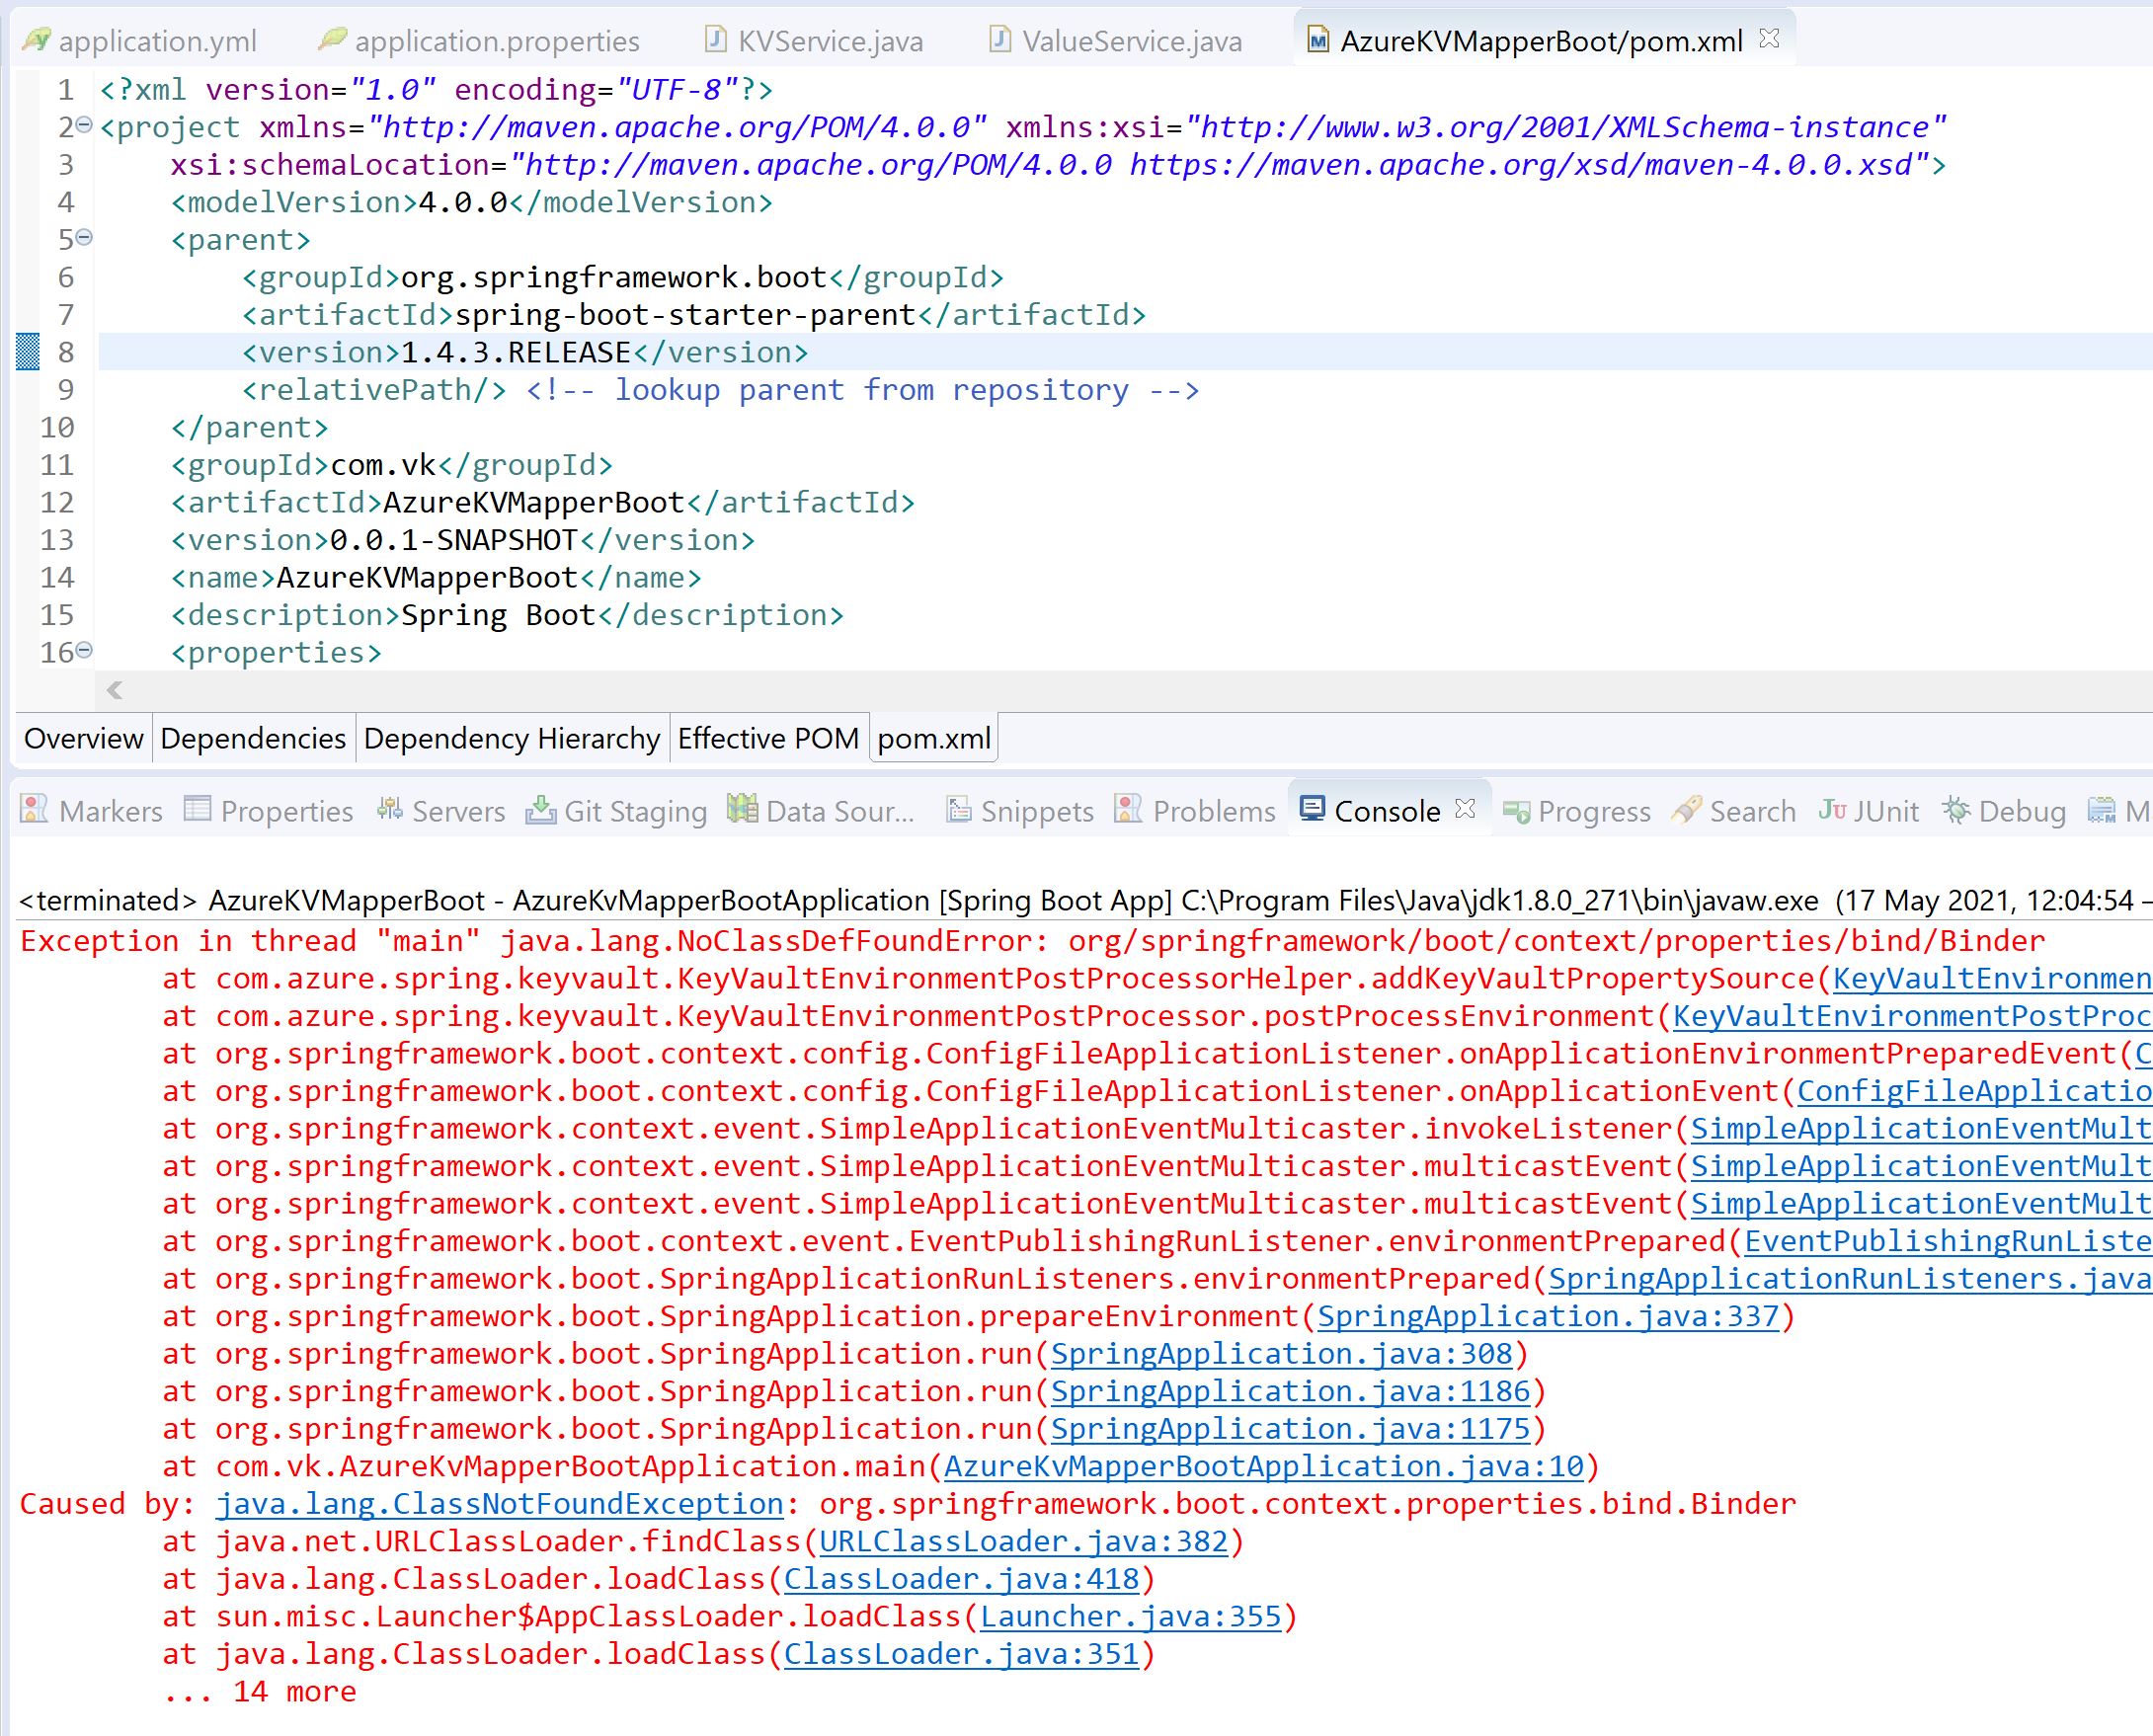 application.yml application.properties KVService.java ValueService.java AzureKVMapperBoot/pom.xml
1 <?xml version="1.0" encoding="UTF-8"?>
2 <project xmlns="http://maven.apache.org/POM/4.0.0" xmlns:xsi="http://www.w3.org/2001/XMLSchema-instance"
3 xsi:schemaLocation="http://maven.apache.org/POM/4.0.0 https://maven.apache.org/xsd/maven-4.0.0.xsd">
4 <modelVersion>4.0.0</modelVersion>
5 <parent>
6 <groupId>org.springframework.boot</groupId>
7 <artifactId>spring-boot-starter-parent</artifactId>
8 <version>1.4.3.RELEASE</version>
9 <relativePath/> <!-- lookup parent from repository -->
10 </parent>
11 <groupId>com.vk</groupId>
12 <artifactId>AzureKVMapperBoot</artifactId>
13 <version>0.0.1-SNAPSHOT</version>
14 <name>AzureKVMapperBoot</name>
15 <description>Spring Boot</description>
16 <properties>
Overview Dependencies Dependency Hierarchy Effective POM pom.xml
Markers Properties Servers Git Staging Data Sour... Snippets Problems Console Progress Search JUnit Debug M
<terminated> AzureKVMapperBoot - AzureKvMapperBootApplication [Spring Boot App] C:\Program Files\Java\jdk1.8.0_271\bin\javaw.exe (17 May 2021, 12:04:54 –
Exception in thread "main" java.lang.NoClassDefFoundError: org/springframework/boot/context/properties/bind/Binder
at com.azure.spring.keyvault.KeyVaultEnvironmentPostProcessorHelper.addKeyVaultPropertySource(KeyVaultEnvironmen
at com.azure.spring.keyvault.KeyVaultEnvironmentPostProcessor.postProcessEnvironment(KeyVaultEnvironmentPostProc
at org.springframework.boot.context.config.ConfigFileApplicationListener.onApplicationEnvironmentPreparedEvent(C
at org.springframework.boot.context.config.ConfigFileApplicationListener.onApplicationEvent(ConfigFileApplicatio
at org.springframework.context.event.SimpleApplicationEventMulticaster.invokeListener(SimpleApplicationEventMult
at org.springframework.context.event.SimpleApplicationEventMulticaster.multicastEvent(SimpleApplicationEventMult
at org.springframework.context.event.SimpleApplicationEventMulticaster.multicastEvent(SimpleApplicationEventMult
at org.springframework.boot.context.event.EventPublishingRunListener.environmentPrepared(EventPublishingRunListe
at org.springframework.boot.SpringApplicationRunListeners.environmentPrepared(SpringApplicationRunListeners.java
at org.springframework.boot.SpringApplication.prepareEnvironment(SpringApplication.java:337)
at org.springframework.boot.SpringApplication.run(SpringApplication.java:308)
at org.springframework.boot.SpringApplication.run(SpringApplication.java:1186)
at org.springframework.boot.SpringApplication.run(SpringApplication.java:1175)
at com.vk.AzureKvMapperBootApplication.main(AzureKvMapperBootApplication.java:10)
Caused by: java.lang.ClassNotFoundException: org.springframework.boot.context.properties.bind.Binder
at java.net.URLClassLoader.findClass(URLClassLoader.java:382)
at java.lang.ClassLoader.loadClass(ClassLoader.java:418)
at sun.misc.Launcher$AppClassLoader.loadClass(Launcher.java:355)
at java.lang.ClassLoader.loadClass(ClassLoader.java:351)
... 14 more